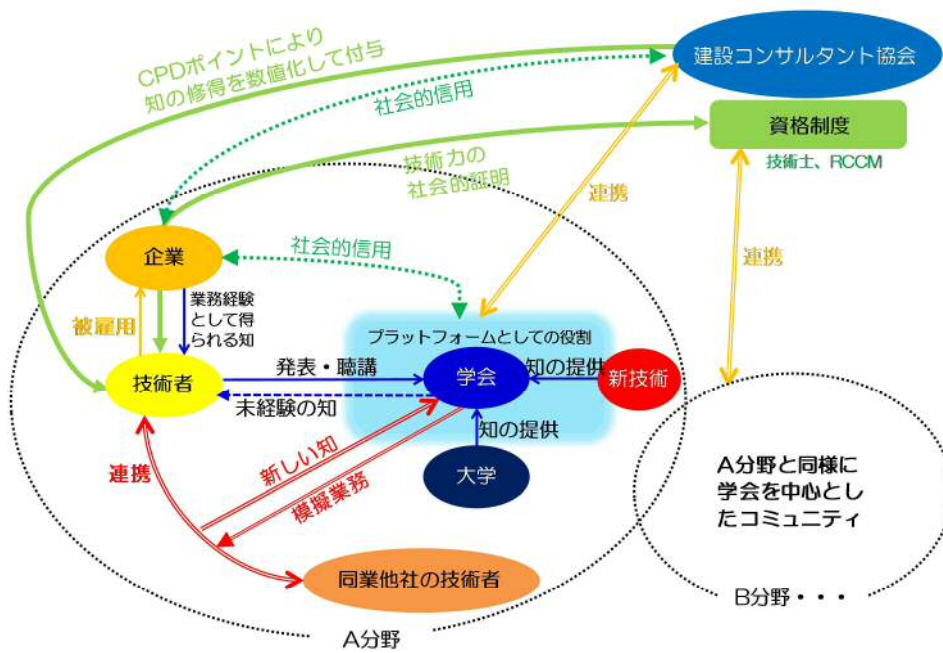 CPDポイントにより
知の修得を数値化して付与
建設コンサルタント協会
社会的信用
資格制度
技術士、RCCM
技術力の
社会的証明
連携
連携
企業
社会的信用
業務経験
として得
られる知
被雇用
プラットフォームとしての役割
技術者
発表・聴講
学会
知の提供
新技術
未経験の知
知の提供
大学
連携
新しい知
模擬業務
A分野と同様に
学会を中心とし
たコミュニティ
同業他社の技術者
B分野・・・
A分野